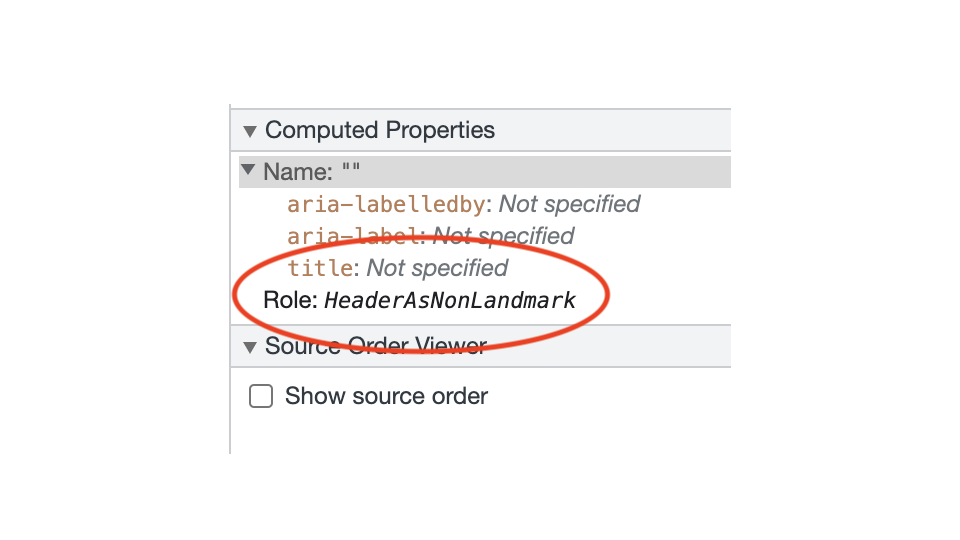 Computed Properties
Name: ""
aria-labelledby: Not specified
aria-label: Not specified
title: Not specified
Role: HeaderAsNonLandmark
Source Order Viewer
Show source order